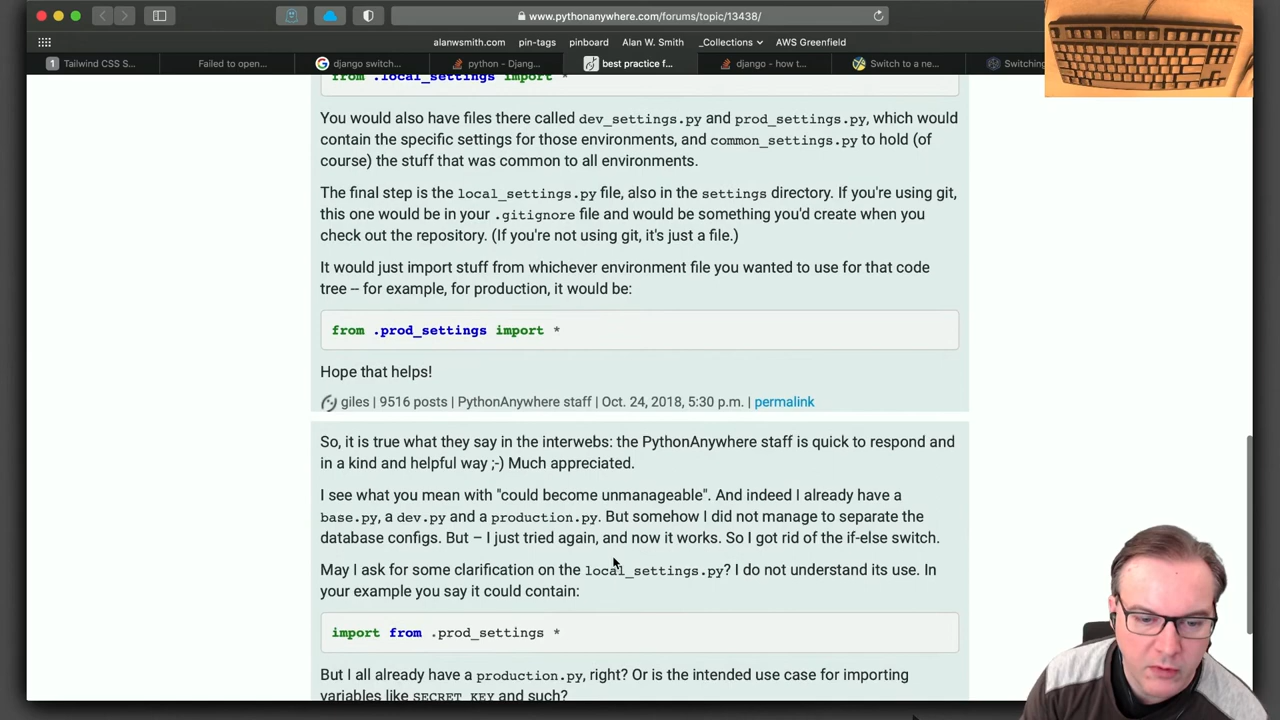 www.pythonanywhere.com/forums/topic/13438/
alanwsmith.com pin-tags pinboard Alan W. Smith _Collections AWS Greenfield
1 Tailwind CSS S... Failed to open... django switch... python - Djang... best practice f... django - how t... Switch to a ne... Switching
from .local_settings import *
You would also have files there called dev_settings.py and prod_settings.py, which would
contain the specific settings for those environments, and common_settings.py to hold (of
course) the stuff that was common to all environments.
The final step is the local_settings.py file, also in the settings directory. If you're using git,
this one would be in your .gitignore file and would be something you'd create when you
check out the repository. (If you're not using git, it's just a file.)
It would just import stuff from whichever environment file you wanted to use for that code
tree -- for example, for production, it would be:
from .prod_settings import *
Hope that helps!
giles | 9516 posts | PythonAnywhere staff | Oct. 24, 2018, 5:30 p.m. | permalink
So, it is true what they say in the interwebs: the PythonAnywhere staff is quick to respond and
in a kind and helpful way ;-) Much appreciated.
I see what you mean with "could become unmanageable". And indeed I already have a
base.py, a dev.py and a production.py. But somehow I did not manage to separate the
database configs. But – I just tried again, and now it works. So I got rid of the if-else switch.
May I ask for some clarification on the local_settings.py? I do not understand its use. In
your example you say it could contain:
import from .prod_settings *
But I all already have a production.py, right? Or is the intended use case for importing
variables like SECRET_KEY and such?